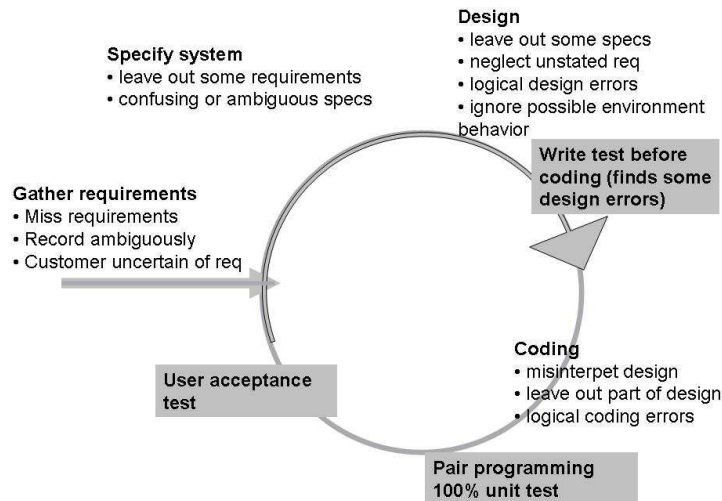 Specify system
• leave out some requirements
• confusing or ambiguous specs
Design
• leave out some specs
• neglect unstated req
• logical design errors
• ignore possible environment
behavior
Write test before
coding (finds some
design errors)
Gather requirements
• Miss requirements
• Record ambiguously
• Customer uncertain of req
Coding
• misinterpet design
• leave out part of design
• logical coding errors
User acceptance
test
Pair programming
100% unit test